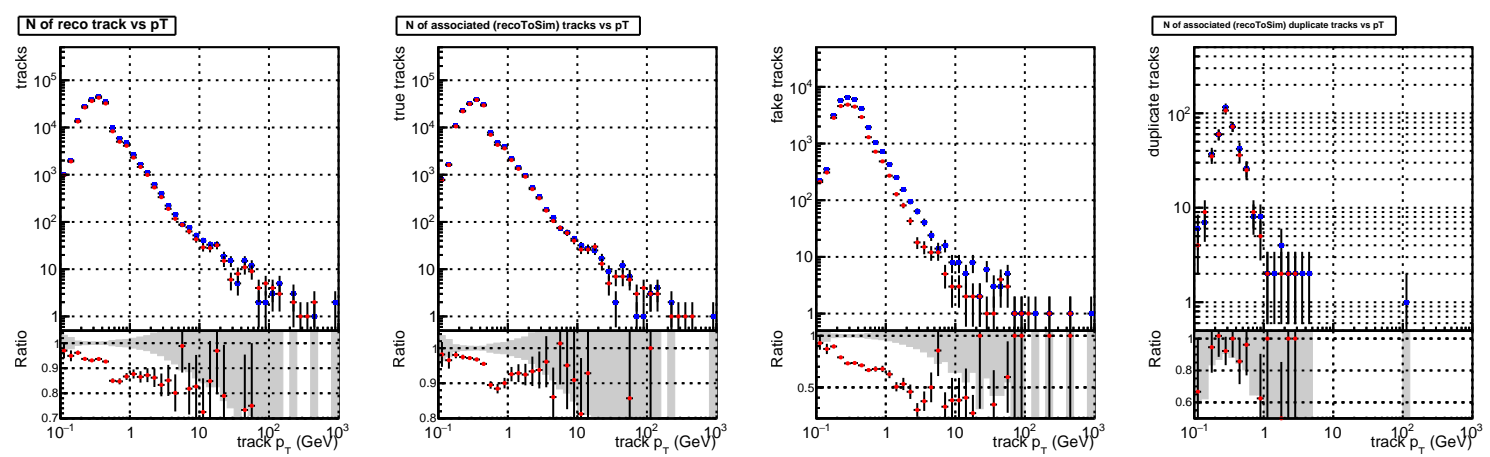 N of reco track vs pT
N of associated (recoToSim) tracks vs pT
N of associated (recoToSim) duplicate tracks vs pT
tracks
10^5
10^4
10^3
10^2
10
1
Ratio
1
0.9
0.8
0.7
10^-1 1 10 10^2 10^3
track p_T (GeV)
true tracks
10^5
10^4
10^3
10^2
10
1
Ratio
1
0.9
0.8
10^-1 1 10 10^2 10^3
track p_T (GeV)
fake tracks
10^4
10^3
10^2
10
1
Ratio
1
0.5
10^-1 1 10 10^2 10^3
track p_T (GeV)
duplicate tracks
10^2
10
1
Ratio
1
0.8
0.6
10^-1 1 10 10^2 10^3
track p_T (GeV)